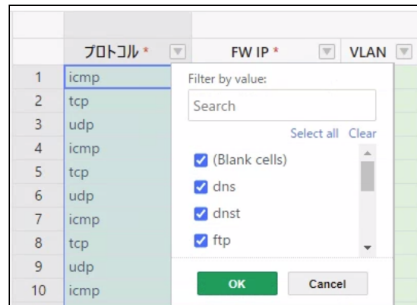 プロトコル * FW IP * VLAN
1 icmp
2 tcp
3 udp
4 icmp
5 tcp
6 udp
7 icmp
8 tcp
9 udp
10 icmp
Filter by value:
Search
Select all Clear
(Blank cells)
dns
dnst
ftp
OK Cancel